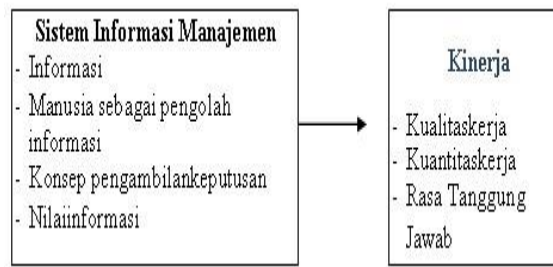 Sistem Informasi Manajemen
- Informasi
- Manusia sebagai pengolah
informasi
- Konsep pengambilankeputusan
- Nilaiinformasi
Kinerja
- Kualitaskerja
- Kuantitaskerja
- Rasa Tanggung
Jawab